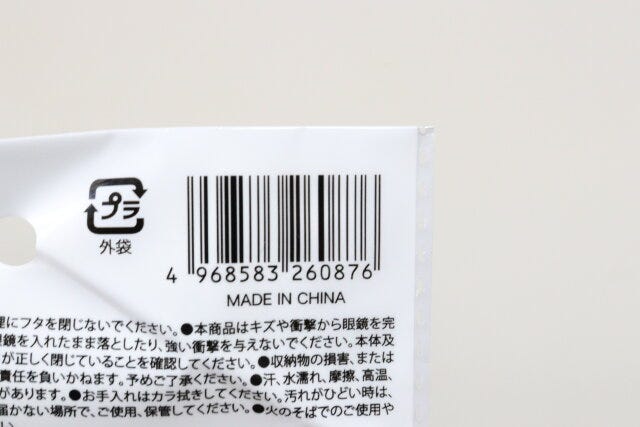 プラ
外袋
4 968583 260876
MADE IN CHINA
にフタを閉じないでください。●本商品はキズや衝撃から眼鏡を完
眼鏡を入れたまま落としたり、強い衝撃を与えないでください。本体及
が正しく閉じていることを確認してください。●収納物の損害、または
責任を負いかねます。予めご了承ください。●汗、水濡れ、摩擦、高温、
があります。●お手入れはカラ拭きしてください。汚れがひどい時は、
届かない場所で、ご使用、保管してください。●火のそばでのご使用や